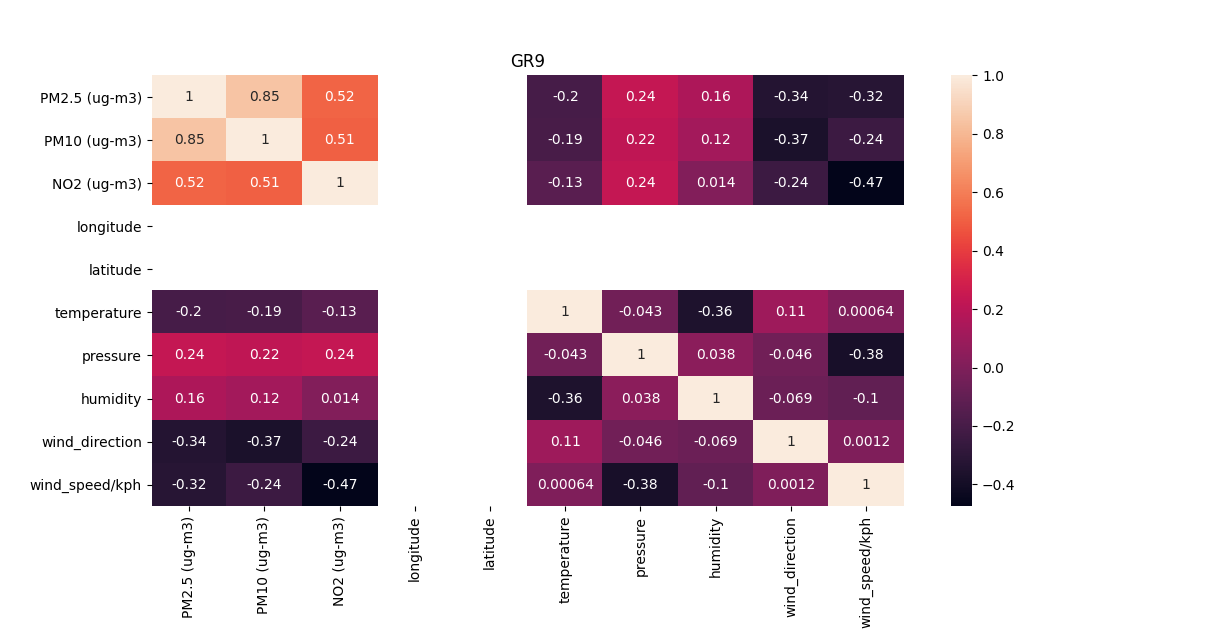 GR9
PM2.5 (ug-m3) 1 0.85 0.52 -0.2 0.24 0.16 -0.34 -0.32 1.0
PM10 (ug-m3) 0.85 1 0.51 -0.19 0.22 0.12 -0.37 -0.24 0.8
NO2 (ug-m3) 0.52 0.51 1 -0.13 0.24 0.014 -0.24 -0.47 0.6
longitude 0.4
latitude 0.2
temperature -0.2 -0.19 -0.13 1 -0.043 -0.36 0.11 0.00064
pressure 0.24 0.22 0.24 -0.043 1 0.038 -0.046 -0.38 0.0
humidity 0.16 0.12 0.014 -0.36 0.038 1 -0.069 -0.1
wind_direction -0.34 -0.37 -0.24 0.11 -0.046 -0.069 1 0.0012 −0.2
wind_speed/kph -0.32 -0.24 -0.47 0.00064 -0.38 -0.1 0.0012 1 −0.4
PM2.5 (ug-m3)
PM10 (ug-m3)
NO2 (ug-m3)
longitude
latitude
temperature
pressure
humidity
wind_direction
wind_speed/kph